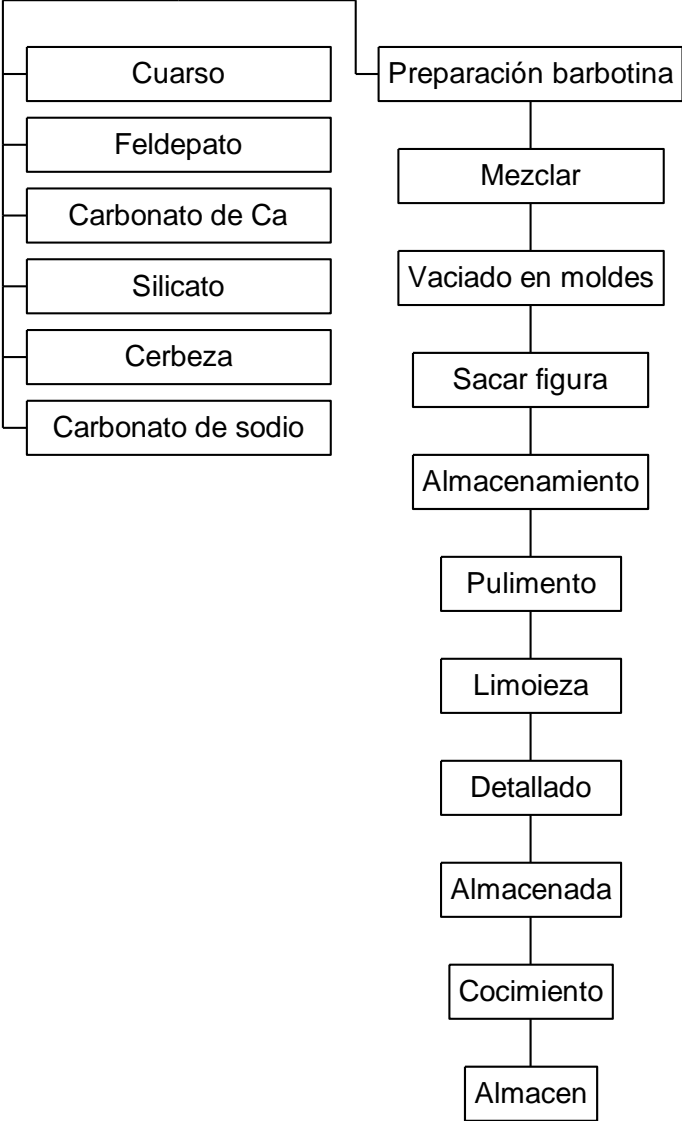 Cuarso
Feldepato
Carbonato de Ca
Silicato
Cerbeza
Carbonato de sodio
Preparación barbotina
Mezclar
Vaciado en moldes
Sacar figura
Almacenamiento
Pulimento
Limoieza
Detallado
Almacenada
Cocimiento
Almacen